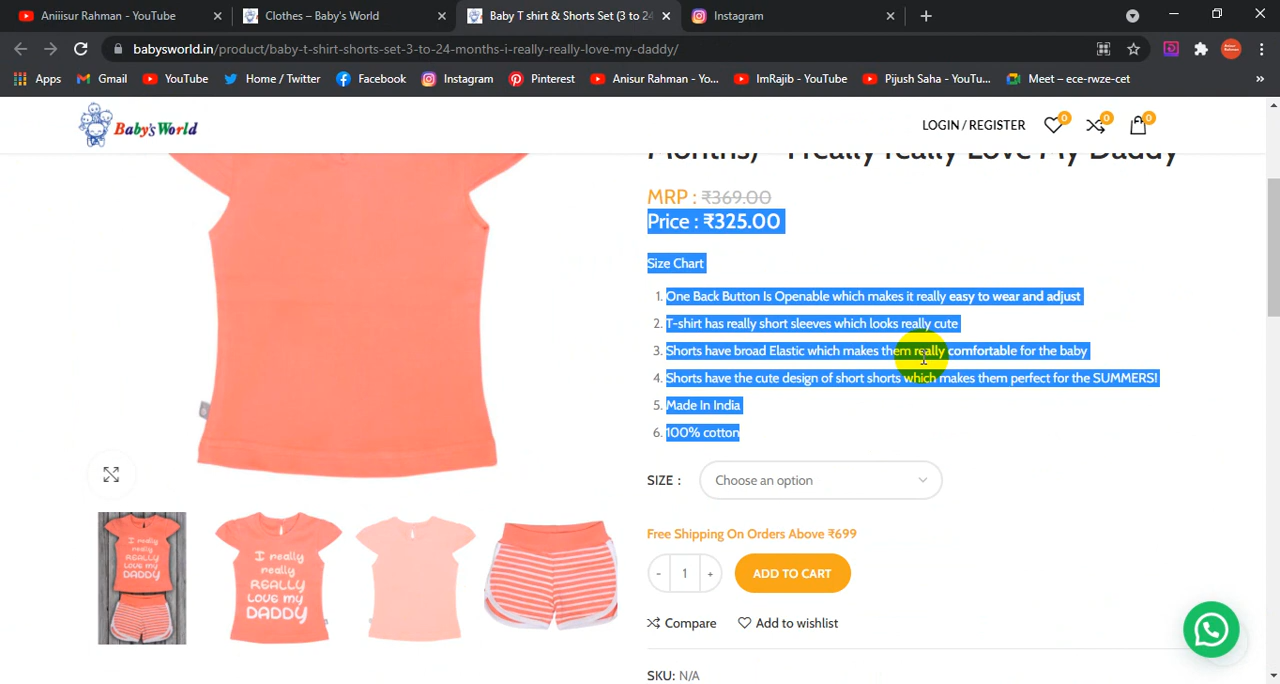 Aniiisur Rahman - YouTube
Clothes – Baby's World
Baby T shirt & Shorts Set (3 to 24
Instagram
babysworld.in/product/baby-t-shirt-shorts-set-3-to-24-months-i-really-really-love-my-daddy/
Apps
Gmail
YouTube
Home / Twitter
Facebook
Instagram
Pinterest
Anisur Rahman - Yo...
ImRajib - YouTube
Pijush Saha - YouTu...
Meet – ece-rwze-cet
»
Baby's World
LOGIN / REGISTER
0
0
0
Months) – I really really Love My Daddy
MRP : ₹369.00
Price : ₹325.00
Size Chart
1. One Back Button Is Openable which makes it really easy to wear and adjust
2. T-shirt has really short sleeves which looks really cute
3. Shorts have broad Elastic which makes them really comfortable for the baby
4. Shorts have the cute design of short shorts which makes them perfect for the SUMMERS!
5. Made In India
6. 100% cotton
SIZE :
Choose an option
Free Shipping On Orders Above ₹699
- 1 +
ADD TO CART
Compare
Add to wishlist
SKU: N/A
I really
really
REALLY
LOVE MY
DADDY
I really
really
REALLY
LOVE MY
DADDY